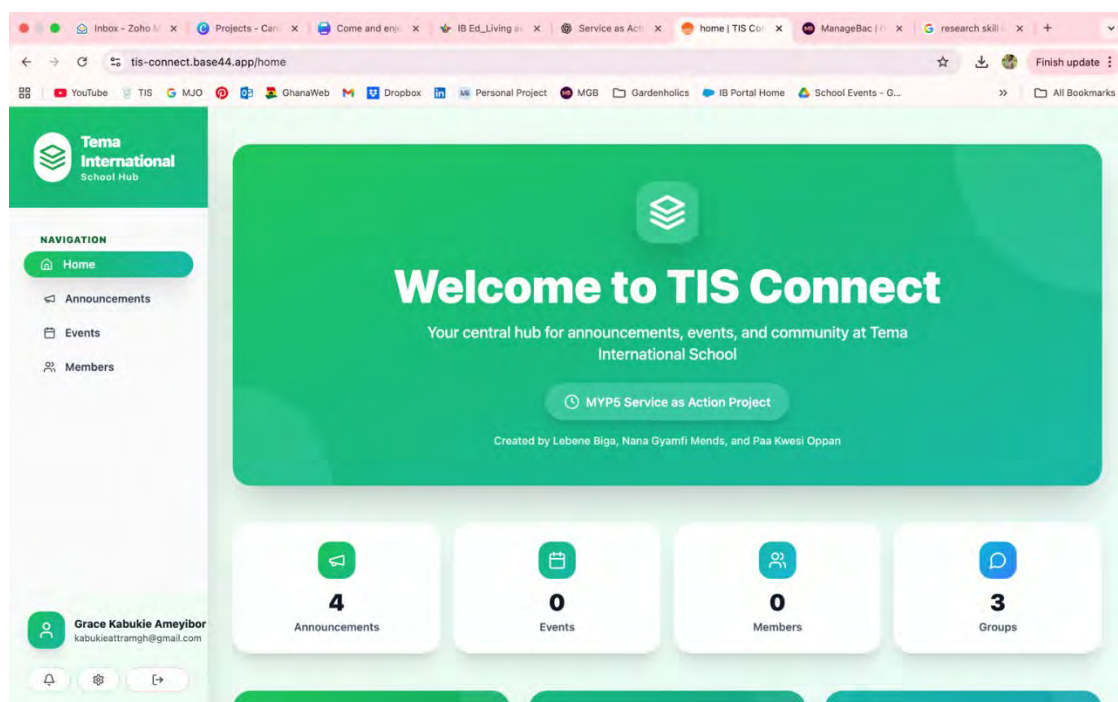 Inbox - Zoho
Projects - Can
Come and enj
IB Ed_Living a
Service as Act
home | TIS Co
ManageBac |
research skill
tis-connect.base44.app/home
Finish update
YouTube TIS MJO GhanaWeb Dropbox Personal Project MGB Gardenholics IB Portal Home School Events - G... » All Bookmarks
Tema
International
School Hub
NAVIGATION
Home
Announcements
Events
Members
Grace Kabukie Ameyibor
kabukieattramgh@gmail.com
Welcome to TIS Connect
Your central hub for announcements, events, and community at Tema
International School
MYP5 Service as Action Project
Created by Lebene Biga, Nana Gyamfi Mends, and Paa Kwesi Oppan
4
Announcements
0
Events
0
Members
3
Groups